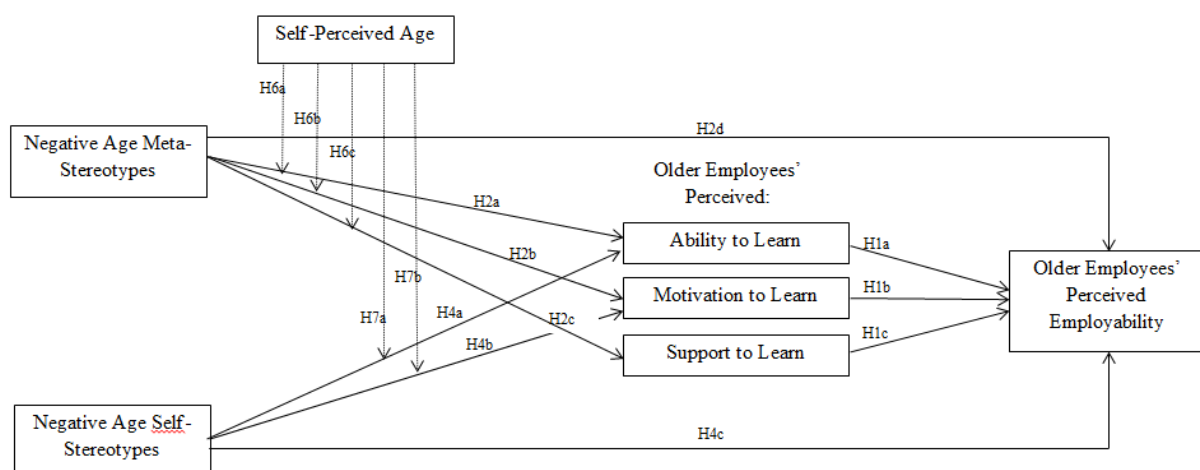 Self-Perceived Age
H6a
H6b
H6c
H2d
Negative Age Meta-
Stereotypes
Older Employees’
Perceived:
H2a
Ability to Learn
H1a
H2b
H7b
Older Employees’
Perceived
Employability
Motivation to Learn
H1b
H7a
H4a
H2c
H1c
H4b
Support to Learn
Negative Age Self-
Stereotypes
H4c